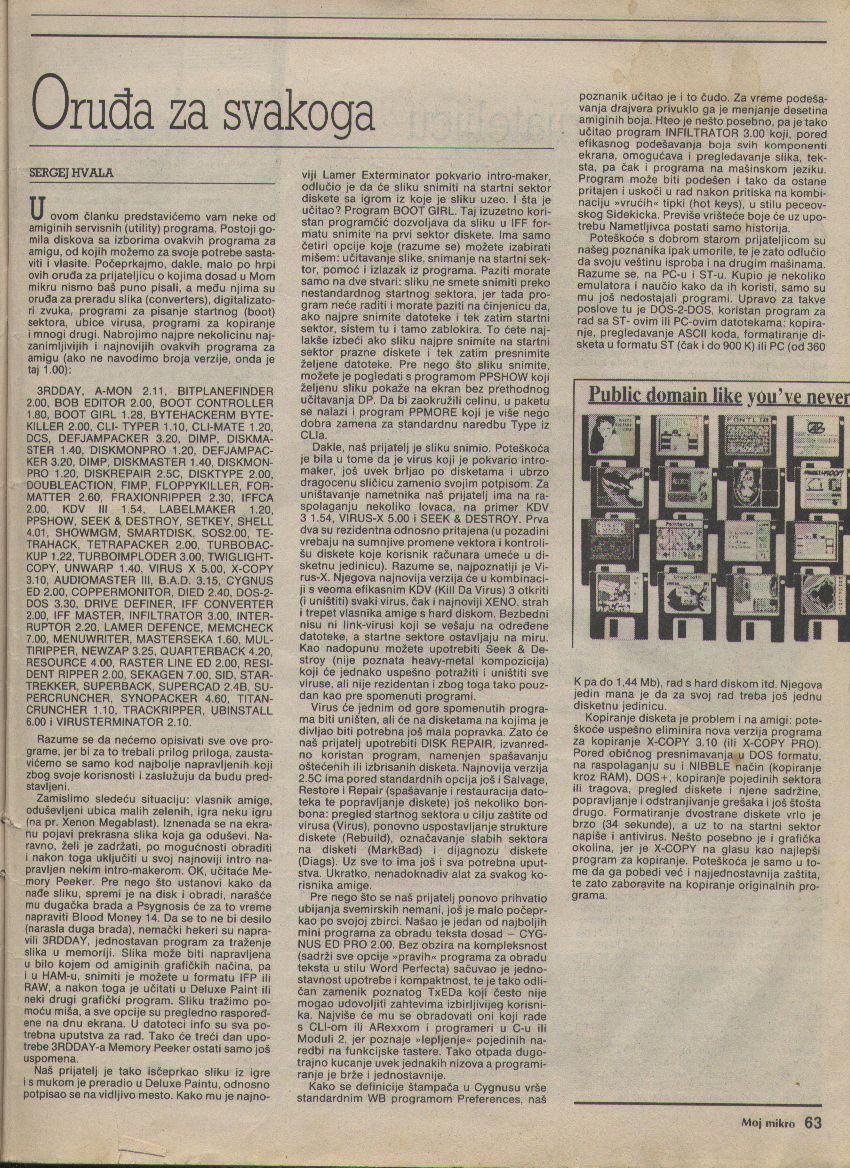 Oruđa za svakoga
SERGEJ HVALA
U ovom članku predstavićemo vam neke od
amiginih servisnih (utility) programa. Postoji go-
mila diskova sa izborima ovakvih programa za
amigu, od kojih možemo za svoje potrebe sasta-
viti i vlasite. Počeprkajmo, dakle, malo po hrpi
ovih oruđa za prijateljicu o kojima dosad u Mom
mikru nismo baš puno pisali, a među njima su
oruđa za preradu slika (converters), digitalizato-
ri zvuka, programi za pisanje startnog (boot)
sektora, ubice virusa, programi za kopiranje
i mnogi drugi. Nabrojimo najpre nekolicinu naj-
zanimljivijih i najnovijih ovakvih programa za
amigu (ako ne navodimo broja verzije, onda je
taj 1.00):
3RDDAY, A-MON 2.11, BITPLANEFINDER
2.00, BOB EDITOR 2.00, BOOT CONTROLLER
1.80, BOOT GIRL 1.28, BYTEHACKERM BYTE-
KILLER 2.00, CLI- TYPER 1.10, CLI-MATE 1.20,
DCS, DEFJAMPACKER 3.20, DIMP, DISKMA-
STER 1.40, DISKMONPRO 1.20, DEFJAMPAC-
KER 3.20, DIMP, DISKMASTER 1.40, DISKMON-
PRO 1.20, DISKREPAIR 2.5C, DISKTYPE 2.00,
DOUBLEACTION, FIMP, FLOPPYKILLER, FOR-
MATTER 2.60, FRAXIONRIPPER 2.30, IFFCA
2.00, KDV III 1.54, LABELMAKER 1.20,
PPSHOW, SEEK & DESTROY, SETKEY, SHELL
4.01, SHOWMGM, SMARTDISK, SOS2.00, TE-
TRAHACK, TETRAPACKER 2.00, TURBOBAC-
KUP 1.22, TURBOIMPLODER 3.00, TWIGLIGHT-
COPY, UNWARP 1.40, VIRUS X 5.00, X-COPY
3.10, AUDIOMASTER III, B.A.D. 3.15, CYGNUS
ED 2.00, COPPERMONITOR, DIED 2.40, DOS-2-
DOS 3.30, DRIVE DEFINER, IFF CONVERTER
2.00, IFF MASTER, INFILTRATOR 3.00, INTER-
RUPTOR 2.20, LAMER DEFENCE, MEMCHECK
7.00, MENUWRITER, MASTERSEKA 1.60, MUL-
TIRIPPER, NEWZAP 3.25, QUARTERBACK 4.20,
RESOURCE 4.00, RASTER LINE ED 2.00, RESI-
DENT RIPPER 2.00, SEKAGEN 7.00, SID, STAR-
TREKKER, SUPERBACK, SUPERCAD 2.4B, SU-
PERCRUNCHER, SYNOPACKER 4.60, TITAN-
CRUNCHER 1.10, TRACKRIPPER, UBINSTALL
6.00 i VIRUSTERMINATOR 2.10.
Razume se da nećemo opisivati sve ove pro-
grame, jer bi za to trebali prilog priloga, zausta-
vićemo se samo kod najbolje napravljenih koji
zbog svoje korisnosti i zaslužuju da budu pred-
stavljeni.
Zamislimo sledeću situaciju: vlasnik amige,
oduševljeni ubica malih zelenih, igra neku igru
(na pr. Xenon Megablast). Iznenada se na ekra-
nu pojavi prekrasna slika koja ga oduševi. Na-
ravno, želi je zadržati, po mogućnosti obraditi
i nakon toga uključiti u svoj najnoviji intro na-
pravljen nekim intro-makerom. OK, učitaće Me-
mory Peeker. Pre nego što ustanovi kako da
nađe sliku, spremi je na disk i obradi, narašće
mu dugačka brada a Psygnosis će za to vreme
napraviti Blood Money 14. Da se to ne bi desilo
(narasla duga brada), nemački hekeri su napra-
vili 3RDDAY, jednostavan program za traženje
slika u memoriji. Slika može biti napravljena
u bilo kojem od amiginih grafičkih načina, pa
i u HAM-u, snimiti je možete u formatu IFP ili
RAW, a nakon toga je učitati u Deluxe Paint ili
neki drugi grafički program. Sliku tražimo po-
moću miša, a sve opcije su pregledno raspoređ-
ene na dnu ekrana. U datoteci info su sva po-
trebna uputstva za rad. Tako će treći dan upo-
trebe 3RDDAY-a Memory Peeker ostati samo još
uspomena.
Naš prijatelj je tako isčeprkao sliku iz igre
i s mukom je preradio u Deluxe Paintu, odnosno
potpisao se na vidljivo mesto. Kako mu je najno-
viji Lamer Exterminator pokvario intro-maker,
odlučio je da će sliku snimiti na startni sektor
diskete sa igrom iz koje je sliku uzeo. I šta je
učitao? Program BOOT GIRL. Taj izuzetno kori-
stan programčić dozvoljava da sliku u IFF for-
matu snimite na prvi sektor diskete. Ima samo
četiri opcije koje (razume se) možete izabirati
mišem: učitavanje slike, snimanje na startni sek-
tor, pomoć i izlazak iz programa. Paziti morate
samo na dve stvari: sliku ne smete snimiti preko
nestandardnog startnog sektora, jer tada pro-
gram neće raditi i morate paziti na činjenicu da,
ako najpre snimite datoteke i tek zatim startni
sektor, sistem tu i tamo zablokira. To ćete naj-
lakše izbeći ako sliku najpre snimite na startni
sektor prazne diskete i tek zatim presnimite
željene datoteke. Pre nego što sliku snimite,
možete je pogledati s programom PPSHOW koji
željenu sliku pokaže na ekran bez prethodnog
učitavanja DP. Da bi zaokružili celinu, u paketu
se nalazi i program PPMORE koji je više nego
dobra zamena za standardnu naredbu Type iz
CLIa.
Dakle, naš prijatelj je sliku snimio. Poteškoća
je bila u tome da je virus koji je pokvario intro-
maker, još uvek brljao po disketama i ubrzo
dragocenu sličicu zamenio svojim potpisom. Za
uništavanje nametnika naš prijatelj ima na ra-
spolaganju nekoliko lovaca, na primer KDV
3 1.54, VIRUS-X 5.00 i SEEK & DESTROY. Prva
dva su rezidentna odnosno pritajena (u pozadini
vrebaju na sumnjive promene vektora i kontroli-
šu diskete koje korisnik računara umeće u di-
sketnu jedinicu). Razume se, najpoznatiji je Vi-
rus-X. Njegova najnovija verzija će u kombinaci-
ji s veoma efikasnim KDV (Kill Da Virus) 3 otkriti
(i uništiti) svaki virus, čak i najnoviji XENO, strah
i trepet vlasnika amige s hard diskom. Bezbedni
nisu ni link-virusi koji se vešaju na određene
datoteke, a startne sektore ostavljaju na miru.
Kao nadopunu možete upotrebiti Seek & De-
stroy (nije poznata heavy-metal kompozicija)
koji će jednako uspešno potražiti i uništiti sve
viruse, ali nije rezidentan i zbog toga tako pouz-
dan kao pre spomenuti programi.
Virus će jednim od gore spomenutih progra-
ma biti uništen, ali će na disketama na kojima je
divljao biti potrebna još mala popravka. Zato će
naš prijatelj upotrebiti DISK REPAIR, izvanred-
no koristan program, namenjen spašavanju
oštećenih ili izbrisanih disketa. Najnovija verzija
2.5C ima pored standardnih opcija još i Salvage,
Restore i Repair (spašavanje i restauracija dato-
teka te popravljanje diskete) još nekoliko bon-
bona: pregled startnog sektora u cilju zaštite od
virusa (Virus), ponovno uspostavljanje strukture
diskete (Rebuild), označavanje slabih sektora
na disketi (MarkBad) i dijagnozu diskete
(Diags). Uz sve to ima još i sva potrebna uput-
stva. Ukratko, nenadoknadiv alat za svakog ko-
risnika amige.
Pre nego što se naš prijatelj ponovo prihvatio
ubijanja svemirskih nemani, još je malo počepr-
kao po svojoj zbirci. Našao je jedan od najboljih
mini programa za obradu teksta dosad – CYG-
NUS ED PRO 2.00. Bez obzira na kompleksnost
(sadrži sve opcije »pravih« programa za obradu
teksta u stilu Word Perfecta) sačuvao je jedno-
stavnost upotrebe i kompaktnost, te je tako odli-
čan zamenik poznatog TxEDa koji često nije
mogao udovoljiti zahtevima izbirljivijeg korisni-
ka. Najviše će mu se obradovati oni koji rade
s CLI-om ili ARexxom i programeri u C-u ili
Moduli 2, jer poznaje »lepljenje« pojedinih na-
redbi na funkcijske tastere. Tako otpada dugo-
trajno kucanje uvek jednakih nizova a programi-
ranje je brže i jednostavnije.
Kako se definicije štampača u Cygnusu vrše
standardnim WB programom Preferences, naš
poznanik učitao je i to čudo. Za vreme podeša-
vanja drajvera privuklo ga je menjanje desetina
amiginih boja. Hteo je nešto posebno, pa je tako
učitao program INFILTRATOR 3.00 koji, pored
efikasnog podešavanja boja svih komponenti
ekrana, omogućava i pregledavanje slika, tek-
sta, pa čak i programa na mašinskom jeziku.
Program može biti podešen i tako da ostane
pritajen i uskoči u rad nakon pritiska na kombi-
naciju »vrućih« tipki (hot keys), u stilu peceov-
skog Sidekicka. Previše vrišteće boje će uz upo-
trebu Nametljivca postati samo historija.
Poteškoće s dobrom starom prijateljicom su
našeg poznanika ipak umorile, te je zato odlučio
da svoju veštinu isproba i na drugim mašinama.
Razume se, na PC-u i ST-u. Kupio je nekoliko
emulatora i naučio kako da ih koristi, samo su
mu još nedostajali programi. Upravo za takve
poslove tu je DOS-2-DOS, koristan program za
rad sa ST- ovim ili PC-ovim datotekama: kopira-
nje, pregledavanje ASCII koda, formatiranje di-
sketa u formatu ST (čak i do 900 K) ili PC (od 360
Public domain like you've never
K pa do 1,44 Mb), rad s hard diskom itd. Njegova
jedin mana je da za svoj rad treba još jednu
disketnu jedinicu.
Kopiranje disketa je problem i na amigi: pote-
škoće uspešno eliminira nova verzija programa
za kopiranje X-COPY 3.10 (ili X-COPY PRO).
Pored običnog presnimavanja u DOS formatu,
na raspolaganju su i NIBBLE način (kopiranje
kroz RAM), DOS+, kopiranje pojedinih sektora
ili tragova, pregled diskete i njene sadržine,
popravljanje i odstranjivanje grešaka i još štošta
drugo. Formatiranje dvostrane diskete vrlo je
brzo (34 sekunde), a uz to na startni sektor
napiše i antivirus. Nešto posebno je i grafička
okolina, jer je X-COPY na glasu kao najlepši
program za kopiranje. Poteškoća je samo u to-
me da ga pobedi već i najjednostavnija zaštita,
te zato zaboravite na kopiranje originalnih pro-
grama.
Moj mikro 63